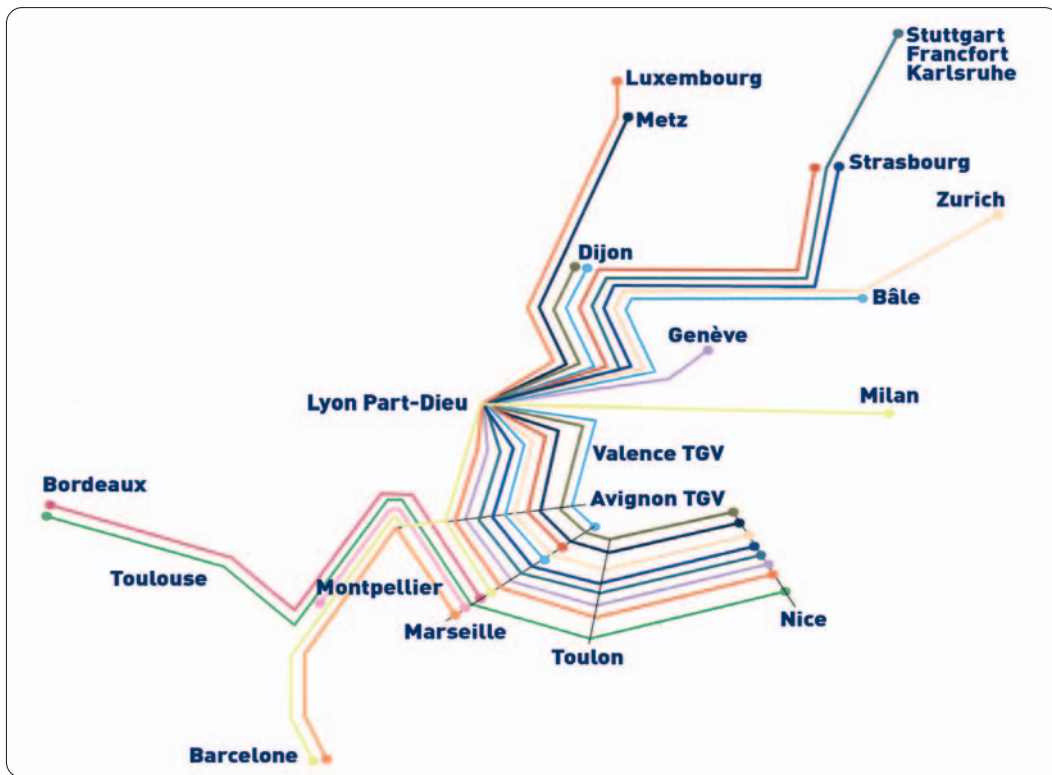 Stuttgart
Francfort
Karlsruhe
Luxembourg
Metz
Strasbourg
Zurich
Dijon
Bâle
Genève
Milan
Lyon Part-Dieu
Valence TGV
Bordeaux
Avignon TGV
Toulouse
Montpellier
Marseille
Nice
Toulon
Barcelone